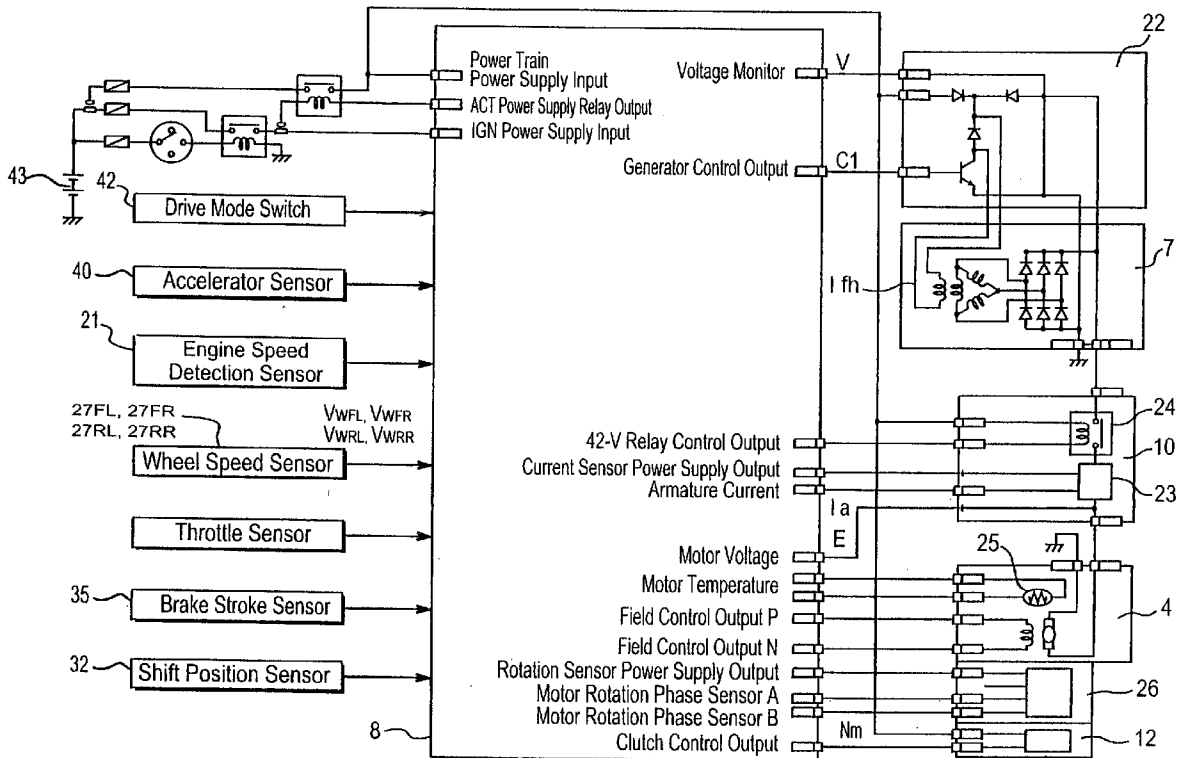 22
Power Train
Power Supply Input
Voltage Monitor
V
ACT Power Supply Relay Output
IGN Power Supply Input
Generator Control Output
C1
43
42
Drive Mode Switch
7
40
Accelerator Sensor
I fh
21
Engine Speed
Detection Sensor
27FL, 27FR
27RL, 27RR
VWFL, VWFR
VWRL, VWRR
24
42-V Relay Control Output
10
Wheel Speed Sensor
Current Sensor Power Supply Output
Armature Current
23
Ia
Throttle Sensor
E
Motor Voltage
25
Motor Temperature
35
Brake Stroke Sensor
Field Control Output P
4
Field Control Output N
32
Shift Position Sensor
Rotation Sensor Power Supply Output
Motor Rotation Phase Sensor A
26
Motor Rotation Phase Sensor B
8
Nm
Clutch Control Output
12